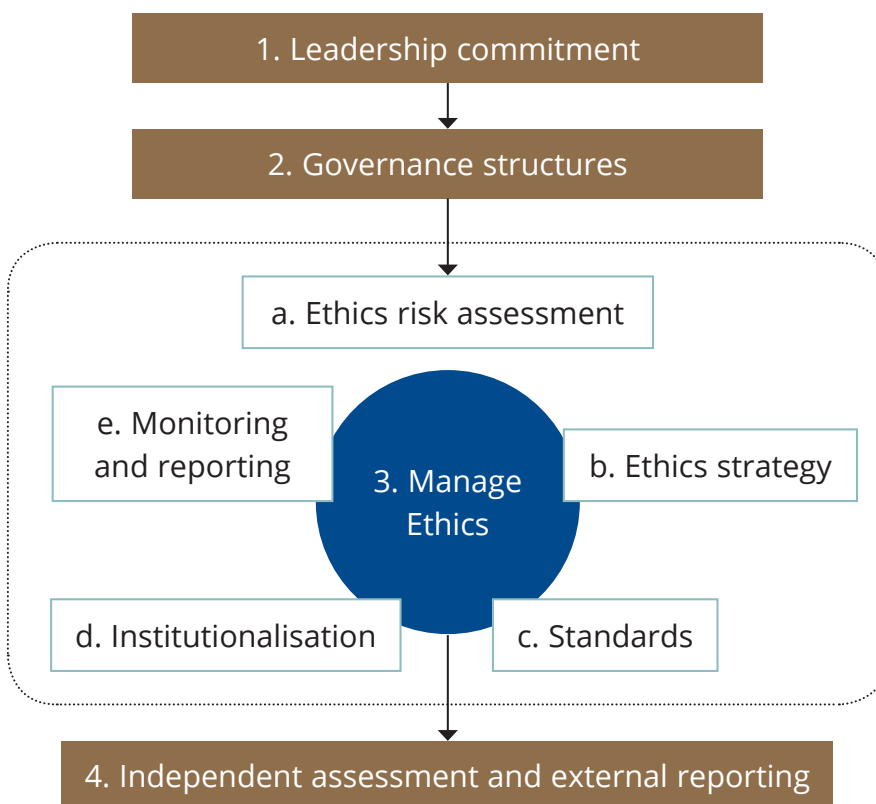 1. Leadership commitment
2. Governance structures
a. Ethics risk assessment
e. Monitoring
and reporting
b. Ethics strategy
3. Manage
Ethics
d. Institutionalisation
c. Standards
4. Independent assessment and external reporting